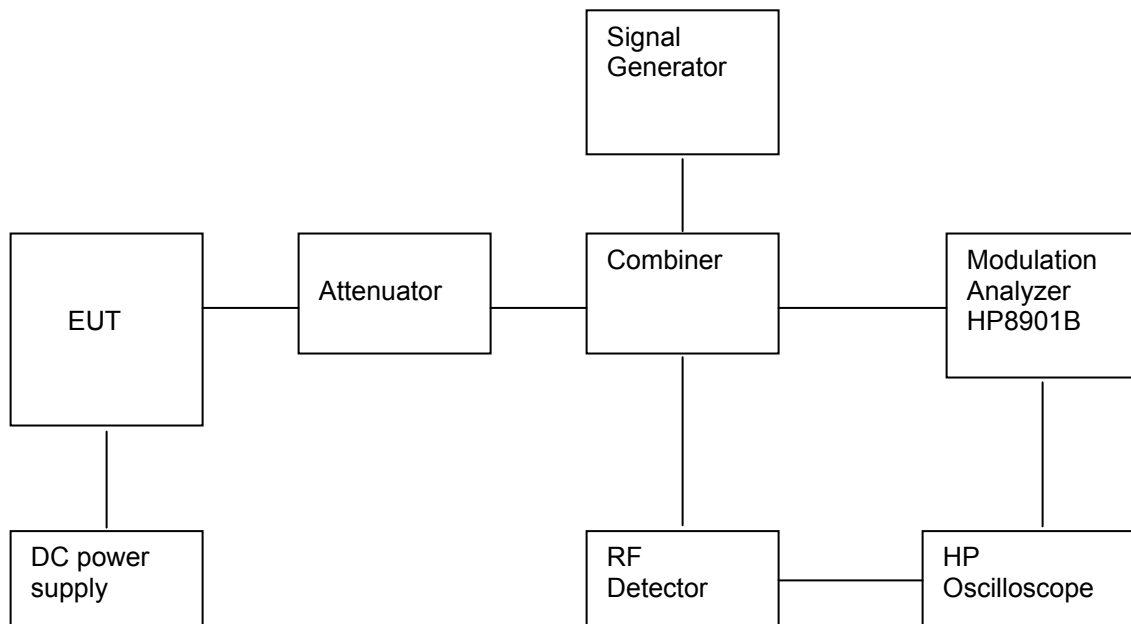 Signal
Generator
EUT
Attenuator
Combiner
Modulation
Analyzer
HP8901B
DC power
supply
RF
Detector
HP
Oscilloscope